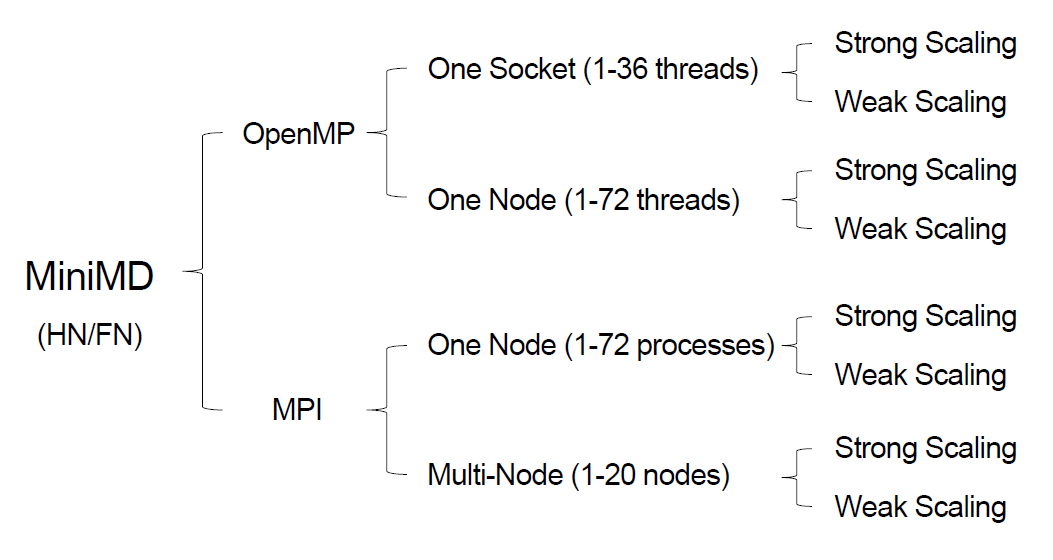 MiniMD
(HN/FN)
OpenMP
One Socket (1-36 threads)
Strong Scaling
Weak Scaling
One Node (1-72 threads)
Strong Scaling
Weak Scaling
MPI
One Node (1-72 processes)
Strong Scaling
Weak Scaling
Multi-Node (1-20 nodes)
Strong Scaling
Weak Scaling